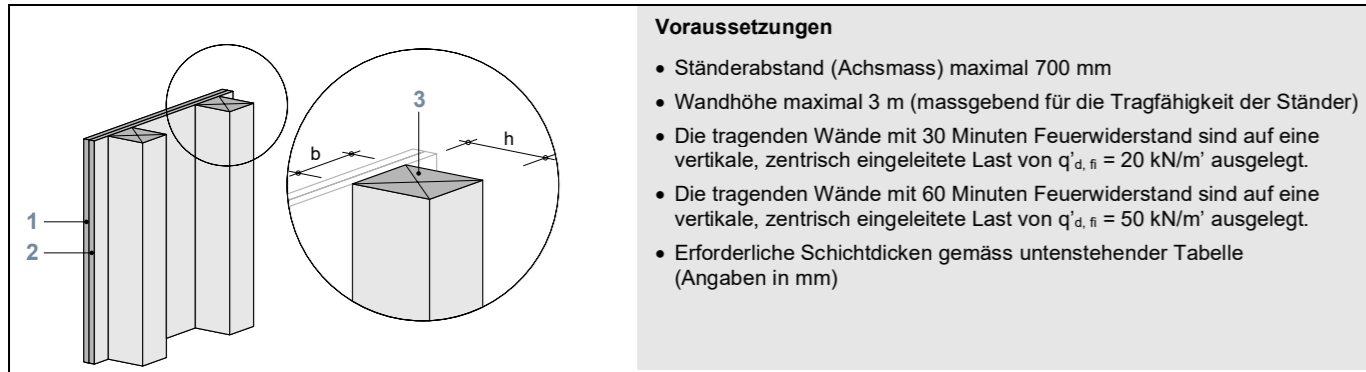 1
2
3
b
h
Voraussetzungen
• Ständerabstand (Achsmass) maximal 700 mm
• Wandhöhe maximal 3 m (massgebend für die Tragfähigkeit der Ständer)
• Die tragenden Wände mit 30 Minuten Feuerwiderstand sind auf eine
vertikale, zentrisch eingeleitete Last von q'd, fi = 20 kN/m' ausgelegt.
• Die tragenden Wände mit 60 Minuten Feuerwiderstand sind auf eine
vertikale, zentrisch eingeleitete Last von q'd, fi = 50 kN/m' ausgelegt.
• Erforderliche Schichtdicken gemäss untenstehender Tabelle
(Angaben in mm)